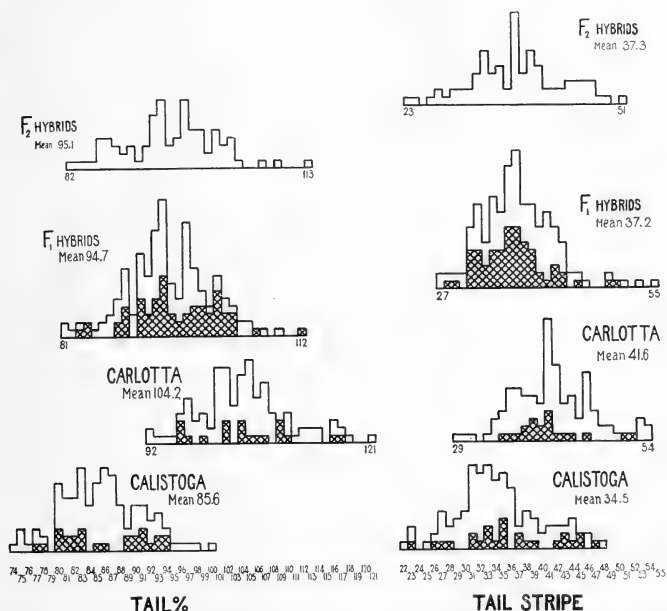 F2 HYBRIDS
Mean 37.3
23
51
F2 HYBRIDS
Mean 95.1
82
113
F1 HYBRIDS
Mean 37.2
27
55
F1 HYBRIDS
Mean 94.7
81
112
CARLOTTA
Mean 41.6
29
54
CARLOTTA
Mean 104.2
92
121
CALISTOGA
Mean 85.6
CALISTOGA
Mean 34.5
74 76 78 80 82 84 86 88 90 92 94 96 98 100 102 104 106 108 110 112 114 116 118 120
75 77 79 81 83 85 87 89 91 93 95 97 99 101 103 105 107 109 111 113 115 117 119 121
22 24 26 28 30 32 34 36 38 40 42 44 46 48 50 52 54
23 25 27 29 31 33 35 37 39 41 43 45 47 49 51 53 55
TAIL%
TAIL STRIPE